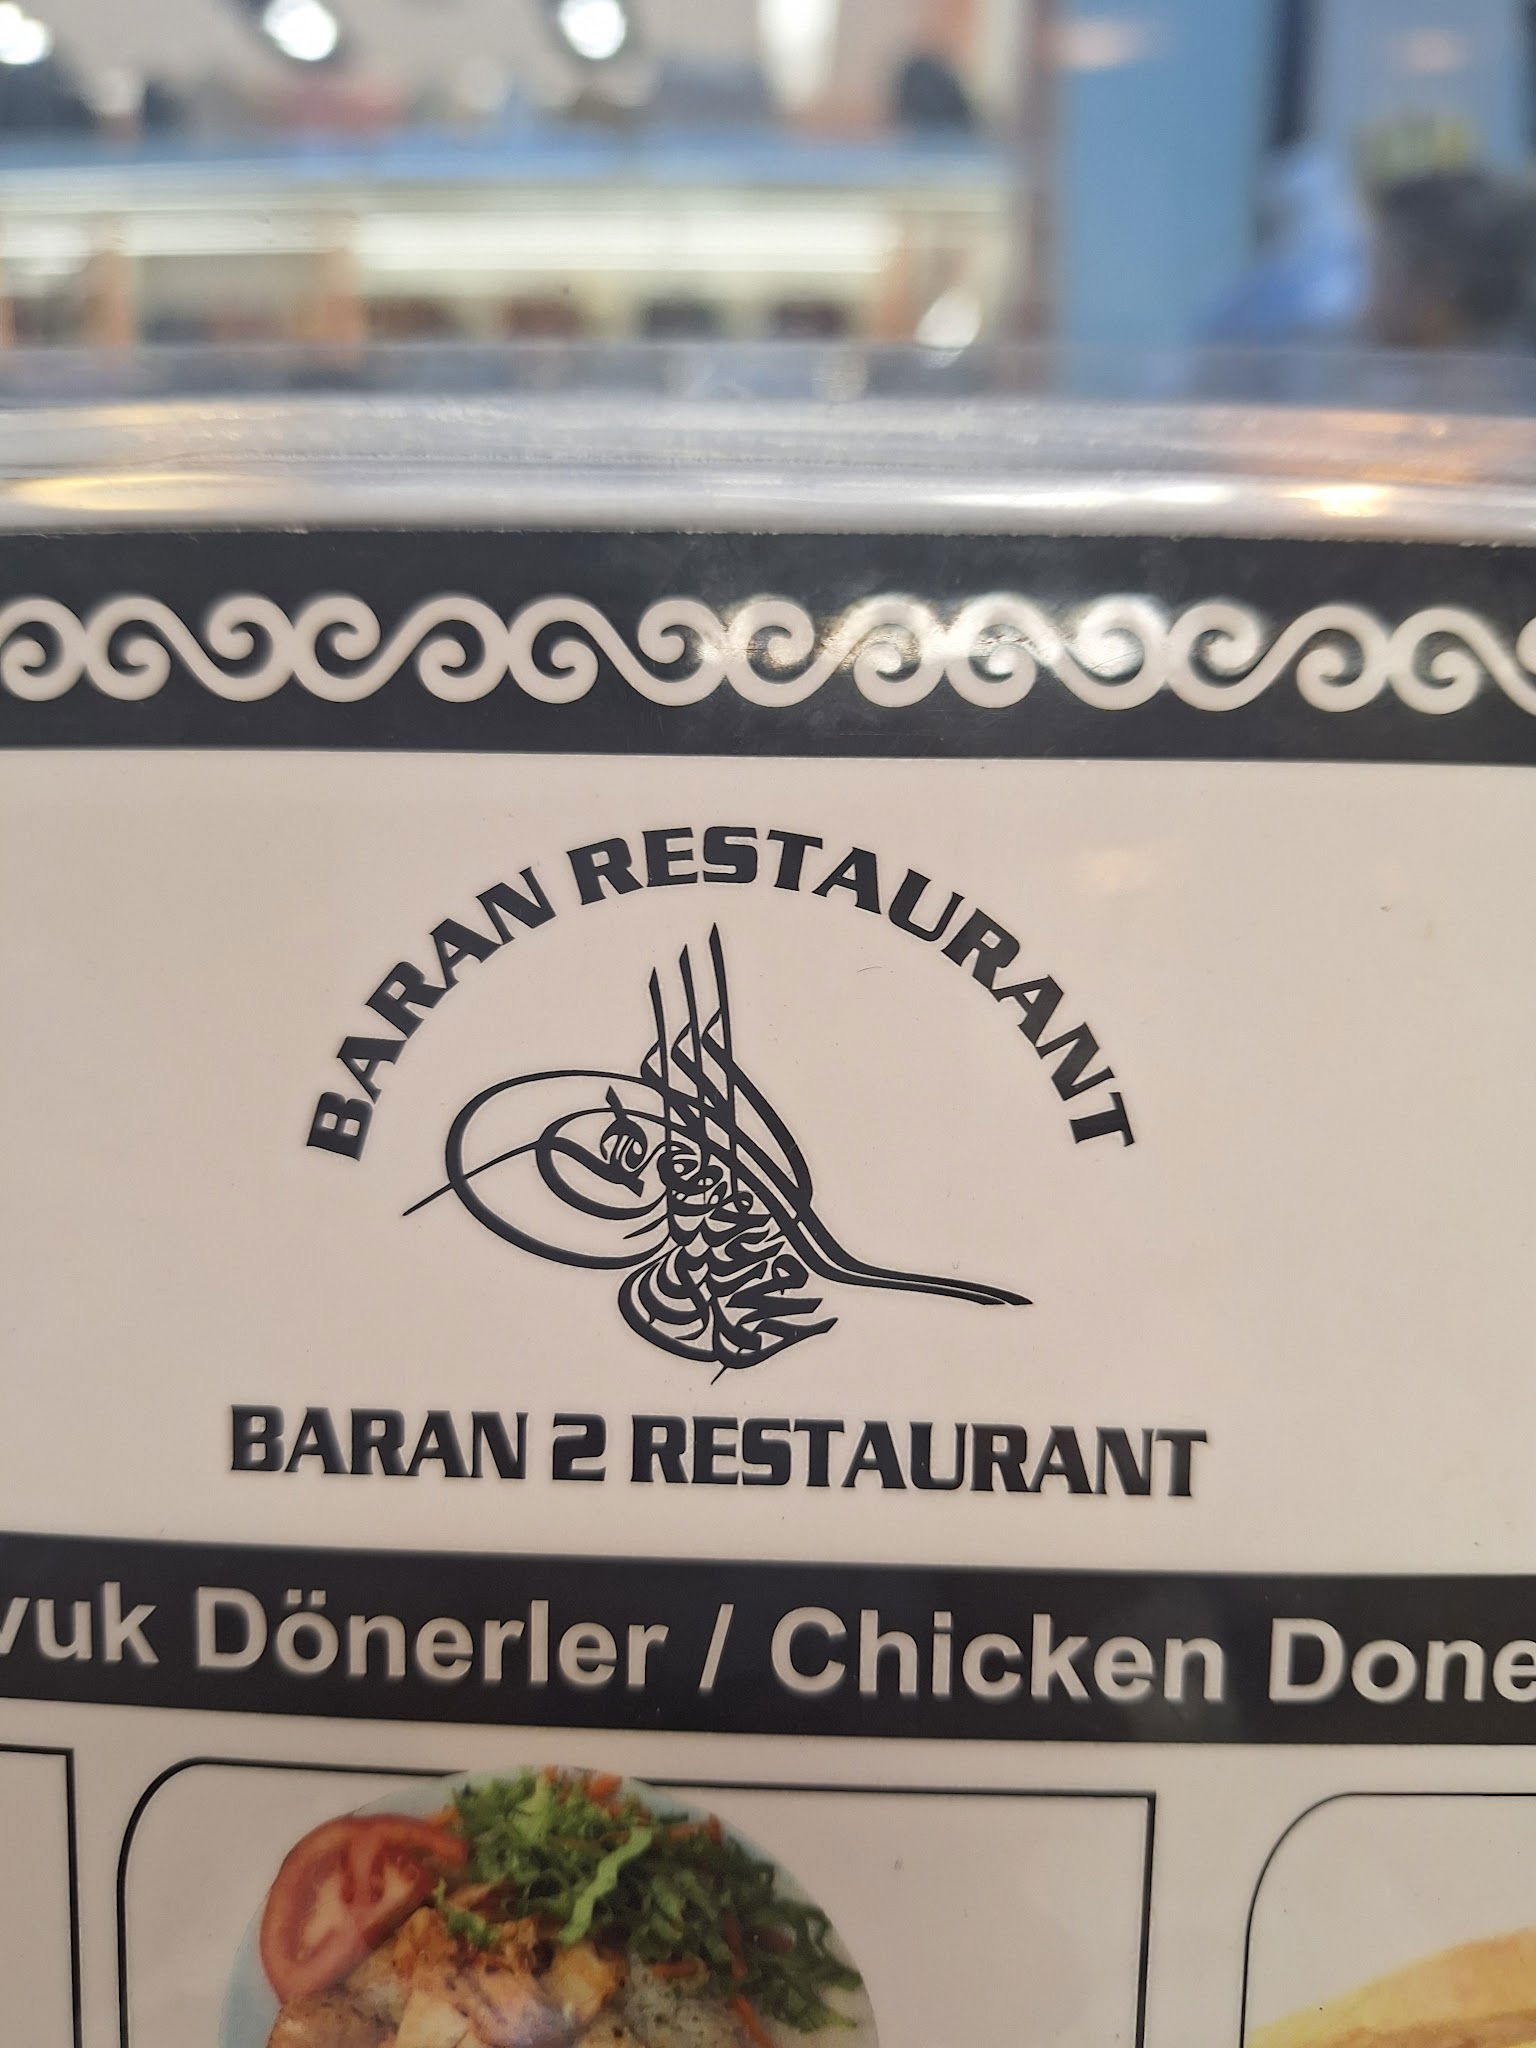 BARAN RESTAURANT
BARAN 2 RESTAURANT
vuk Dönerler / Chicken Done